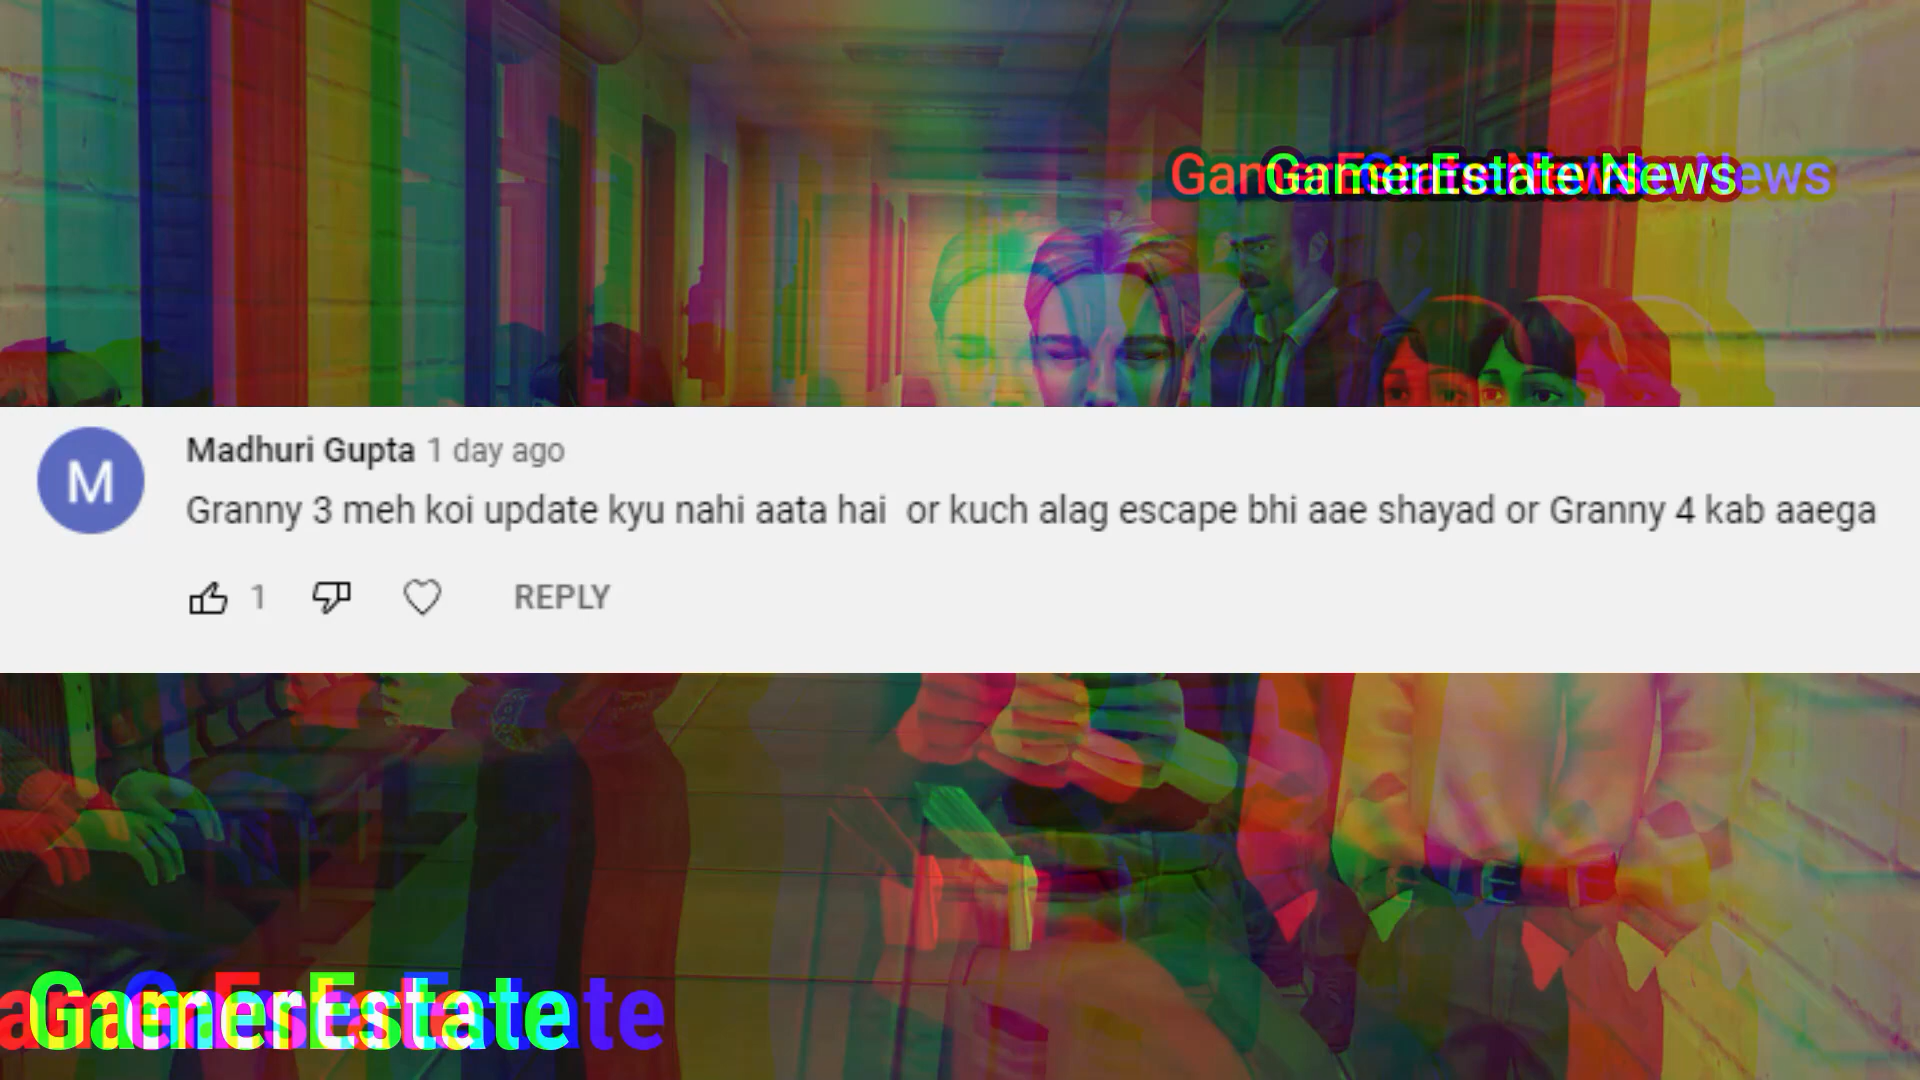 GamerEstate News
M
Madhuri Gupta 1 day ago
Granny 3 meh koi update kyu nahi aata hai or kuch alag escape bhi aae shayad or Granny 4 kab aaega
1
REPLY
GamerEstate